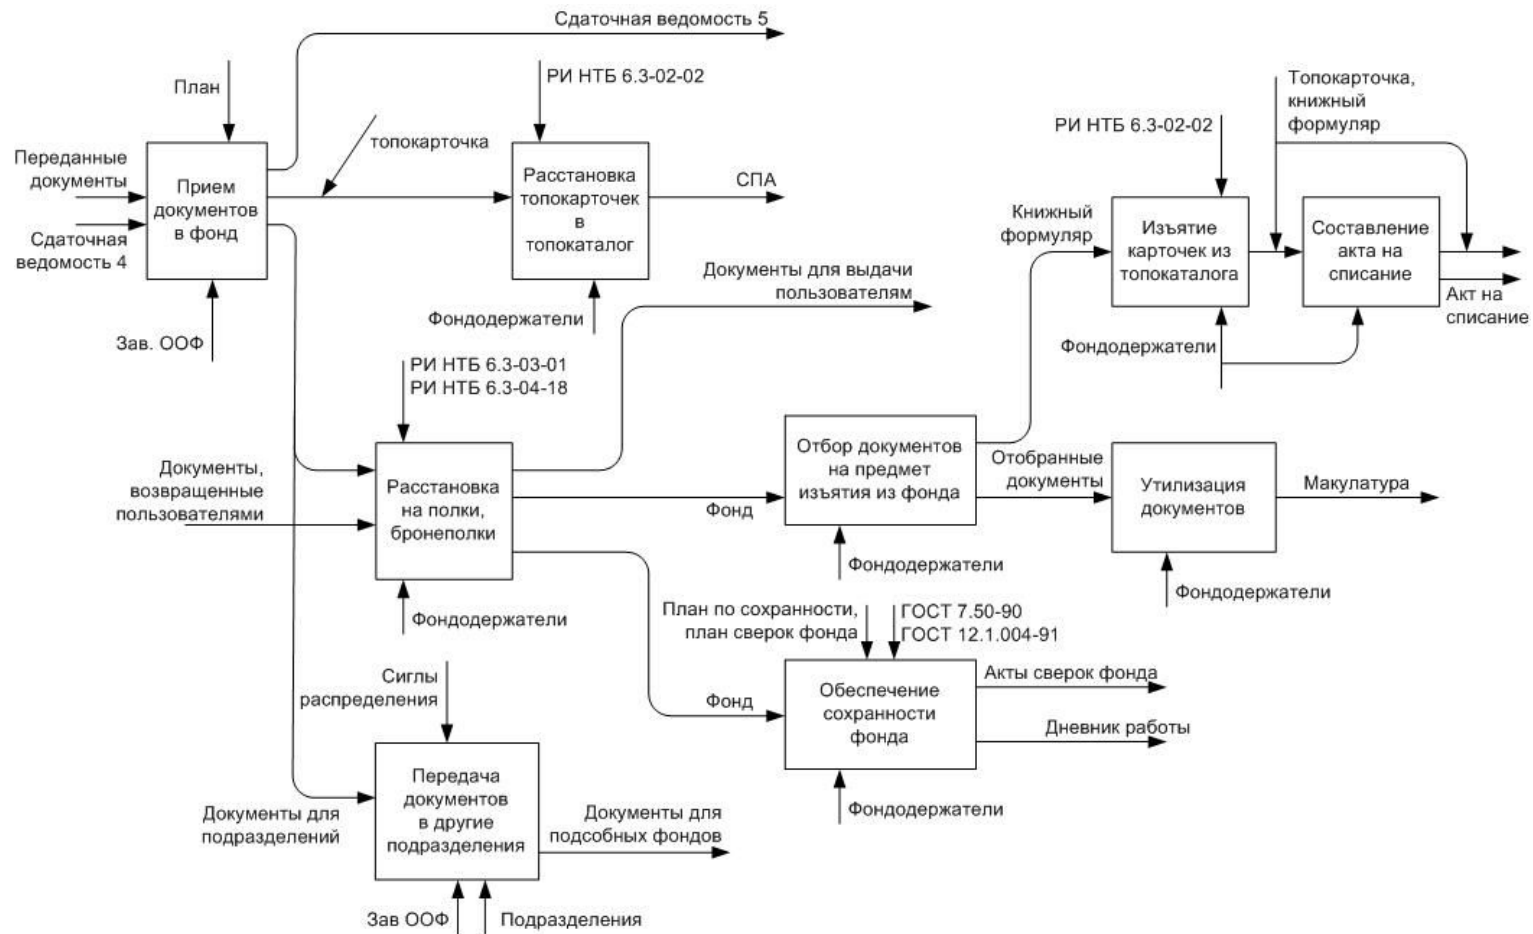 Сдаточная ведомость 5
План
РИ НТБ 6.3-02-02
Топокарточка,
книжный
формуляр
РИ НТБ 6.3-02-02
топокарточка
Переданные
документы
Прием
документов
в фонд
Расстановка
топокарточек
в
топокаталог
СПА
Сдаточная
ведомость 4
Книжный
формуляр
Изъятие
карточек из
топокаталога
Составление
акта на
списание
Акт на
списание
Документы для выдачи
пользователям
Фондодержатели
Зав. ООФ
Фондодержатели
РИ НТБ 6.3-03-01
РИ НТБ 6.3-04-18
Документы,
возвращенные
пользователями
Расстановка
на полки,
бронеполки
Фонд
Отбор документов
на предмет
изъятия из фонда
Отобранные
документы
Утилизация
документов
Макулатура
Фондодержатели
Фондодержатели
Фондодержатели
План по сохранности,
план сверок фонда
ГОСТ 7.50-90
ГОСТ 12.1.004-91
Сиглы
распределения
Фонд
Обеспечение
сохранности
фонда
Акты сверок фонда
Дневник работы
Фондодержатели
Документы для
подразделений
Передача
документов
в другие
подразделения
Документы для
подсобных фондов
Зав ООФ
Подразделения